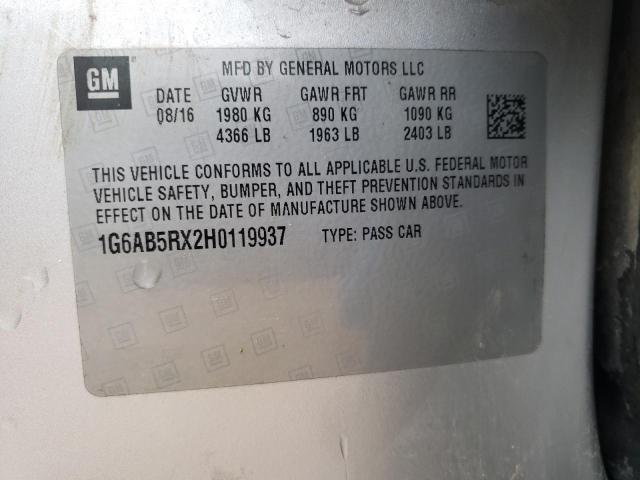 GM
MFD BY GENERAL MOTORS LLC
DATE GVWR GAWR FRT GAWR RR
08/16 1980 KG 890 KG 1090 KG
4366 LB 1963 LB 2403 LB
THIS VEHICLE CONFORMS TO ALL APPLICABLE U.S. FEDERAL MOTOR
VEHICLE SAFETY, BUMPER, AND THEFT PREVENTION STANDARDS IN
EFFECT ON THE DATE OF MANUFACTURE SHOWN ABOVE.
1G6AB5RX2H0119937 TYPE: PASS CAR